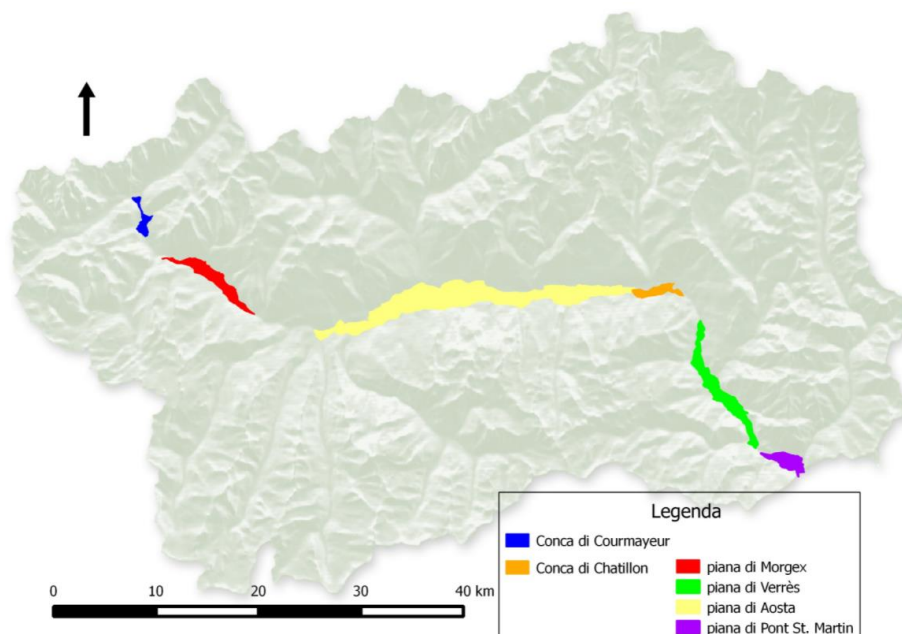 Legenda
Conca di Courmayeur
Conca di Chatillon
piana di Morgex
piana di Verrès
piana di Aosta
piana di Pont St. Martin
0 10 20 30 40 km